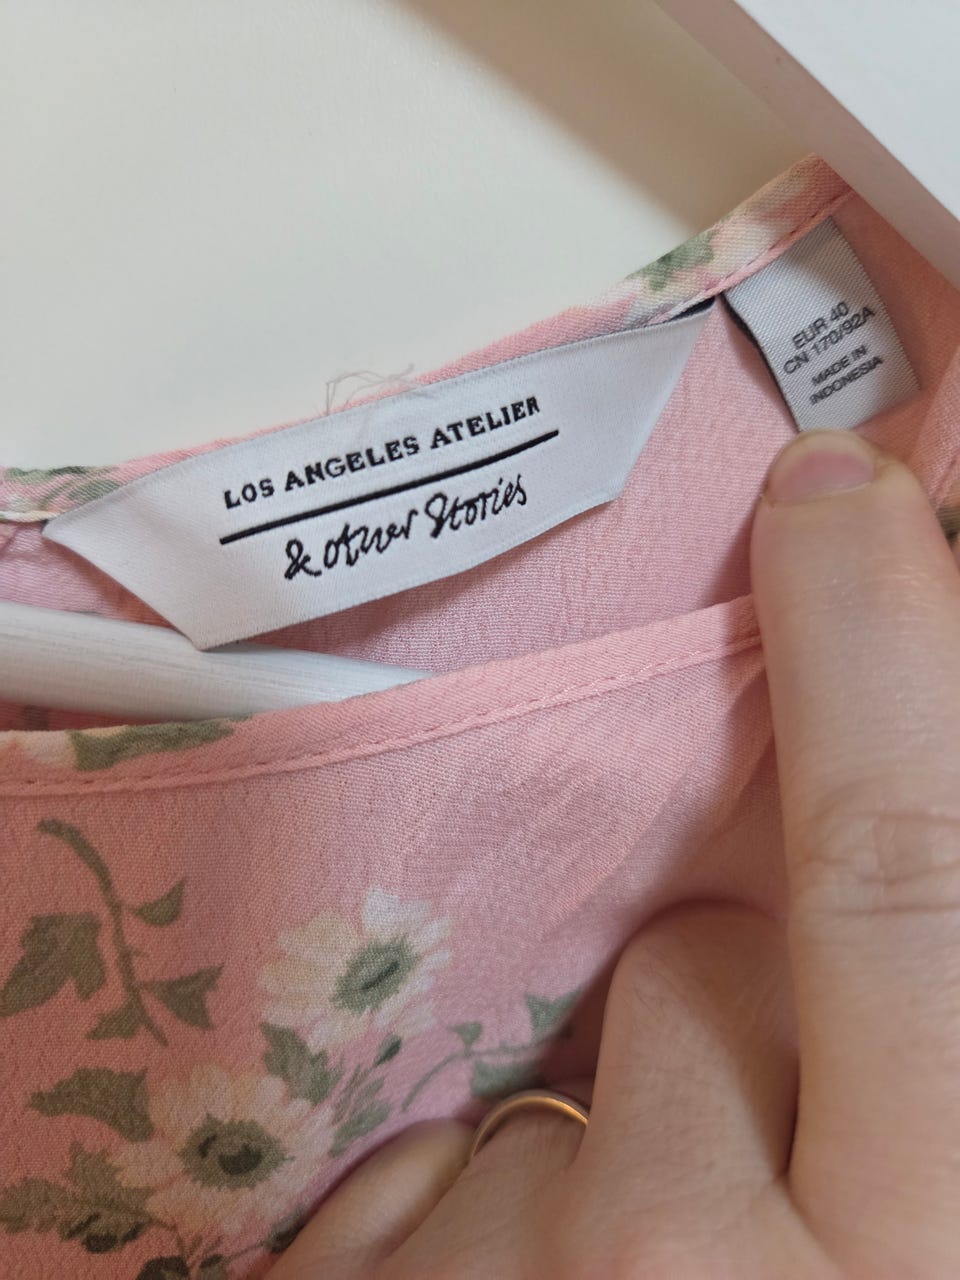 LOS ANGELES ATELIER
& other Stories
EUR 40
CN 170/92A
MADE IN
INDONESIA